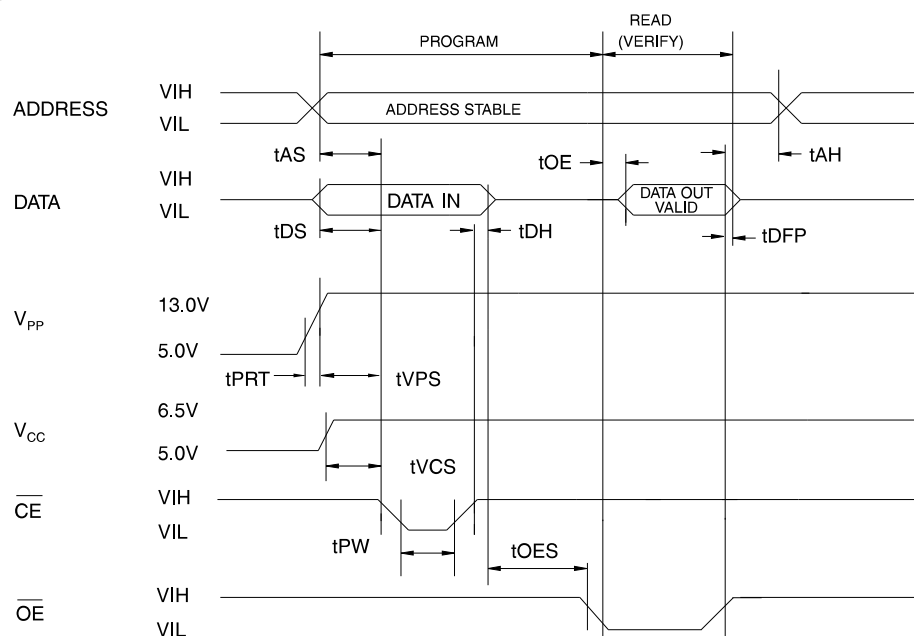 READ
PROGRAM (VERIFY)
ADDRESS VIH
VIL
ADDRESS STABLE
tAS tOE tAH
DATA VIH
VIL
DATA IN
DATA OUT
VALID
tDS tDH tDFP
VPP 13.0V
5.0V
tPRT tVPS
VCC 6.5V
5.0V
tVCS
CE VIH
VIL
tPW tOES
OE VIH
VIL